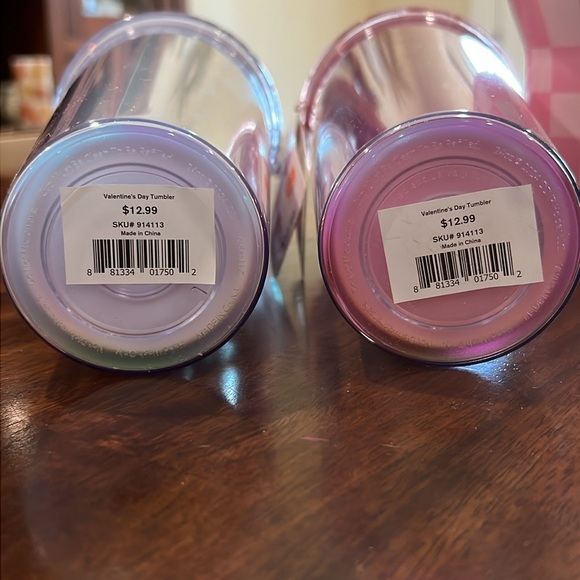 Valentine's Day Tumbler
$12.99
SKU# 914113
Made in China
8 81334 01750 2
Valentine's Day Tumbler
$12.99
SKU# 914113
Made in China
8 81334 01750 2